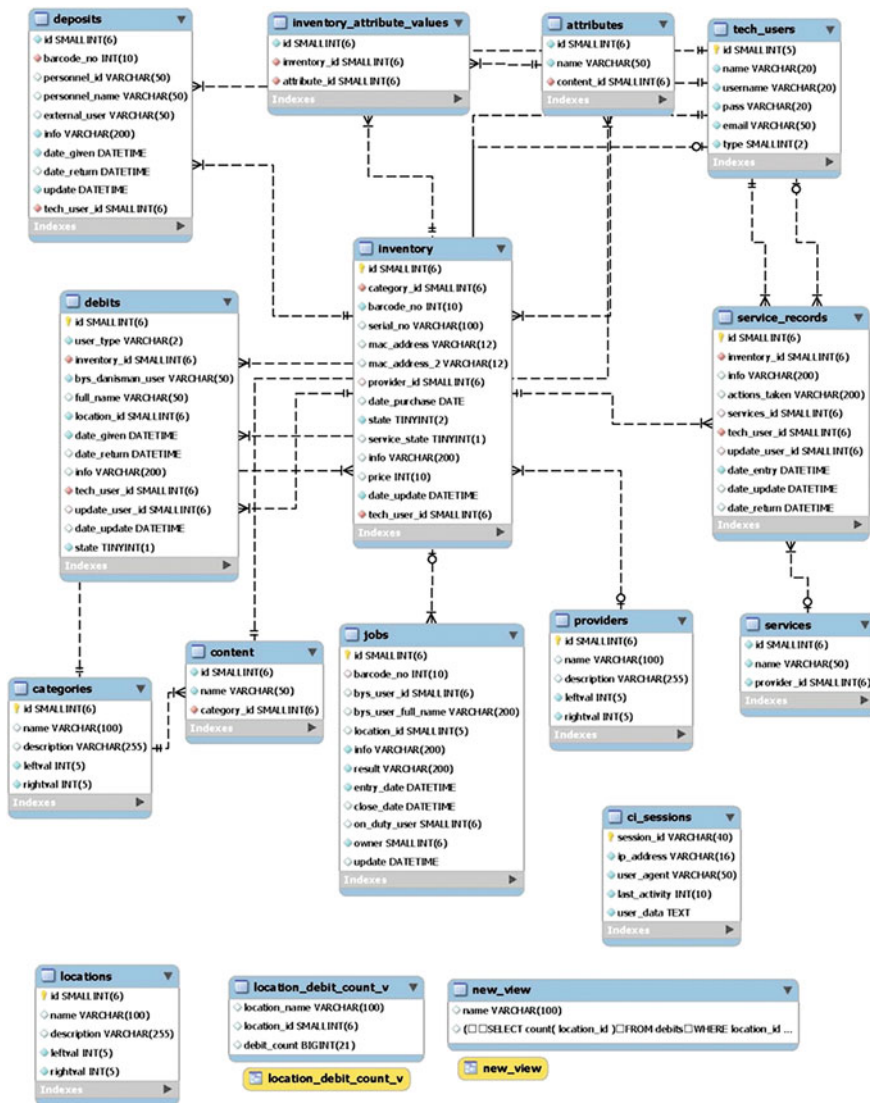 deposits
id SMALLINT(6)
barcode_no INT(10)
personnel_id VARCHAR(50)
personnel_name VARCHAR(50)
external_user VARCHAR(50)
info VARCHAR(200)
date_given DATETIME
date_return DATETIME
update DATETIME
tech_user_id SMALLINT(6)
Indexes
inventory_attribute_values
id SMALLINT(6)
inventory_id SMALLINT(6)
attribute_id SMALLINT(6)
Indexes
attributes
id SMALLINT(6)
name VARCHAR(50)
content_id SMALLINT(6)
Indexes
tech_users
id SMALLINT(5)
name VARCHAR(20)
username VARCHAR(20)
pass VARCHAR(20)
email VARCHAR(50)
type SMALLINT(2)
Indexes
debits
id SMALLINT(6)
user_type VARCHAR(2)
inventory_id SMALLINT(6)
bys_danisman_user VARCHAR(50)
full_name VARCHAR(50)
location_id SMALLINT(6)
date_given DATETIME
date_return DATETIME
info VARCHAR(200)
tech_user_id SMALLINT(6)
update_user_id SMALLINT(6)
date_update DATETIME
state TINYINT(1)
Indexes
inventory
id SMALLINT(6)
category_id SMALLINT(6)
barcode_no INT(10)
serial_no VARCHAR(100)
mac_address VARCHAR(12)
mac_address_2 VARCHAR(12)
provider_id SMALLINT(6)
date_purchase DATE
state TINYINT(2)
service_state TINYINT(1)
info VARCHAR(200)
price INT(10)
date_update DATETIME
tech_user_id SMALLINT(6)
Indexes
service_records
id SMALLINT(6)
inventory_id SMALLINT(6)
info VARCHAR(200)
actions_taken VARCHAR(200)
services_id SMALLINT(6)
tech_user_id SMALLINT(6)
update_user_id SMALLINT(6)
date_entry DATETIME
date_update DATETIME
date_return DATETIME
Indexes
categories
id SMALLINT(6)
name VARCHAR(100)
description VARCHAR(255)
leftval INT(5)
rightval INT(5)
Indexes
content
id SMALLINT(6)
name VARCHAR(50)
category_id SMALLINT(6)
Indexes
jobs
id SMALLINT(6)
barcode_no INT(10)
bys_user_id SMALLINT(6)
bys_user_full_name VARCHAR(200)
location_id SMALLINT(5)
info VARCHAR(200)
result VARCHAR(200)
entry_date DATETIME
close_date DATETIME
on_duty_user SMALLINT(6)
owner SMALLINT(6)
update DATETIME
Indexes
providers
id SMALLINT(6)
name VARCHAR(100)
description VARCHAR(255)
leftval INT(5)
rightval INT(5)
Indexes
services
id SMALLINT(6)
name VARCHAR(50)
provider_id SMALLINT(6)
Indexes
ci_sessions
session_id VARCHAR(40)
ip_address VARCHAR(16)
user_agent VARCHAR(50)
last_activity INT(10)
user_data TEXT
Indexes
locations
id SMALLINT(6)
name VARCHAR(100)
description VARCHAR(255)
leftval INT(5)
rightval INT(5)
Indexes
location_debit_count_v
location_name VARCHAR(100)
location_id SMALLINT(6)
debit_count BIGINT(21)
location_debit_count_v
new_view
name VARCHAR(100)
(□□SELECT count( location_id )□FROM debits□WHERE location_id ...
new_view